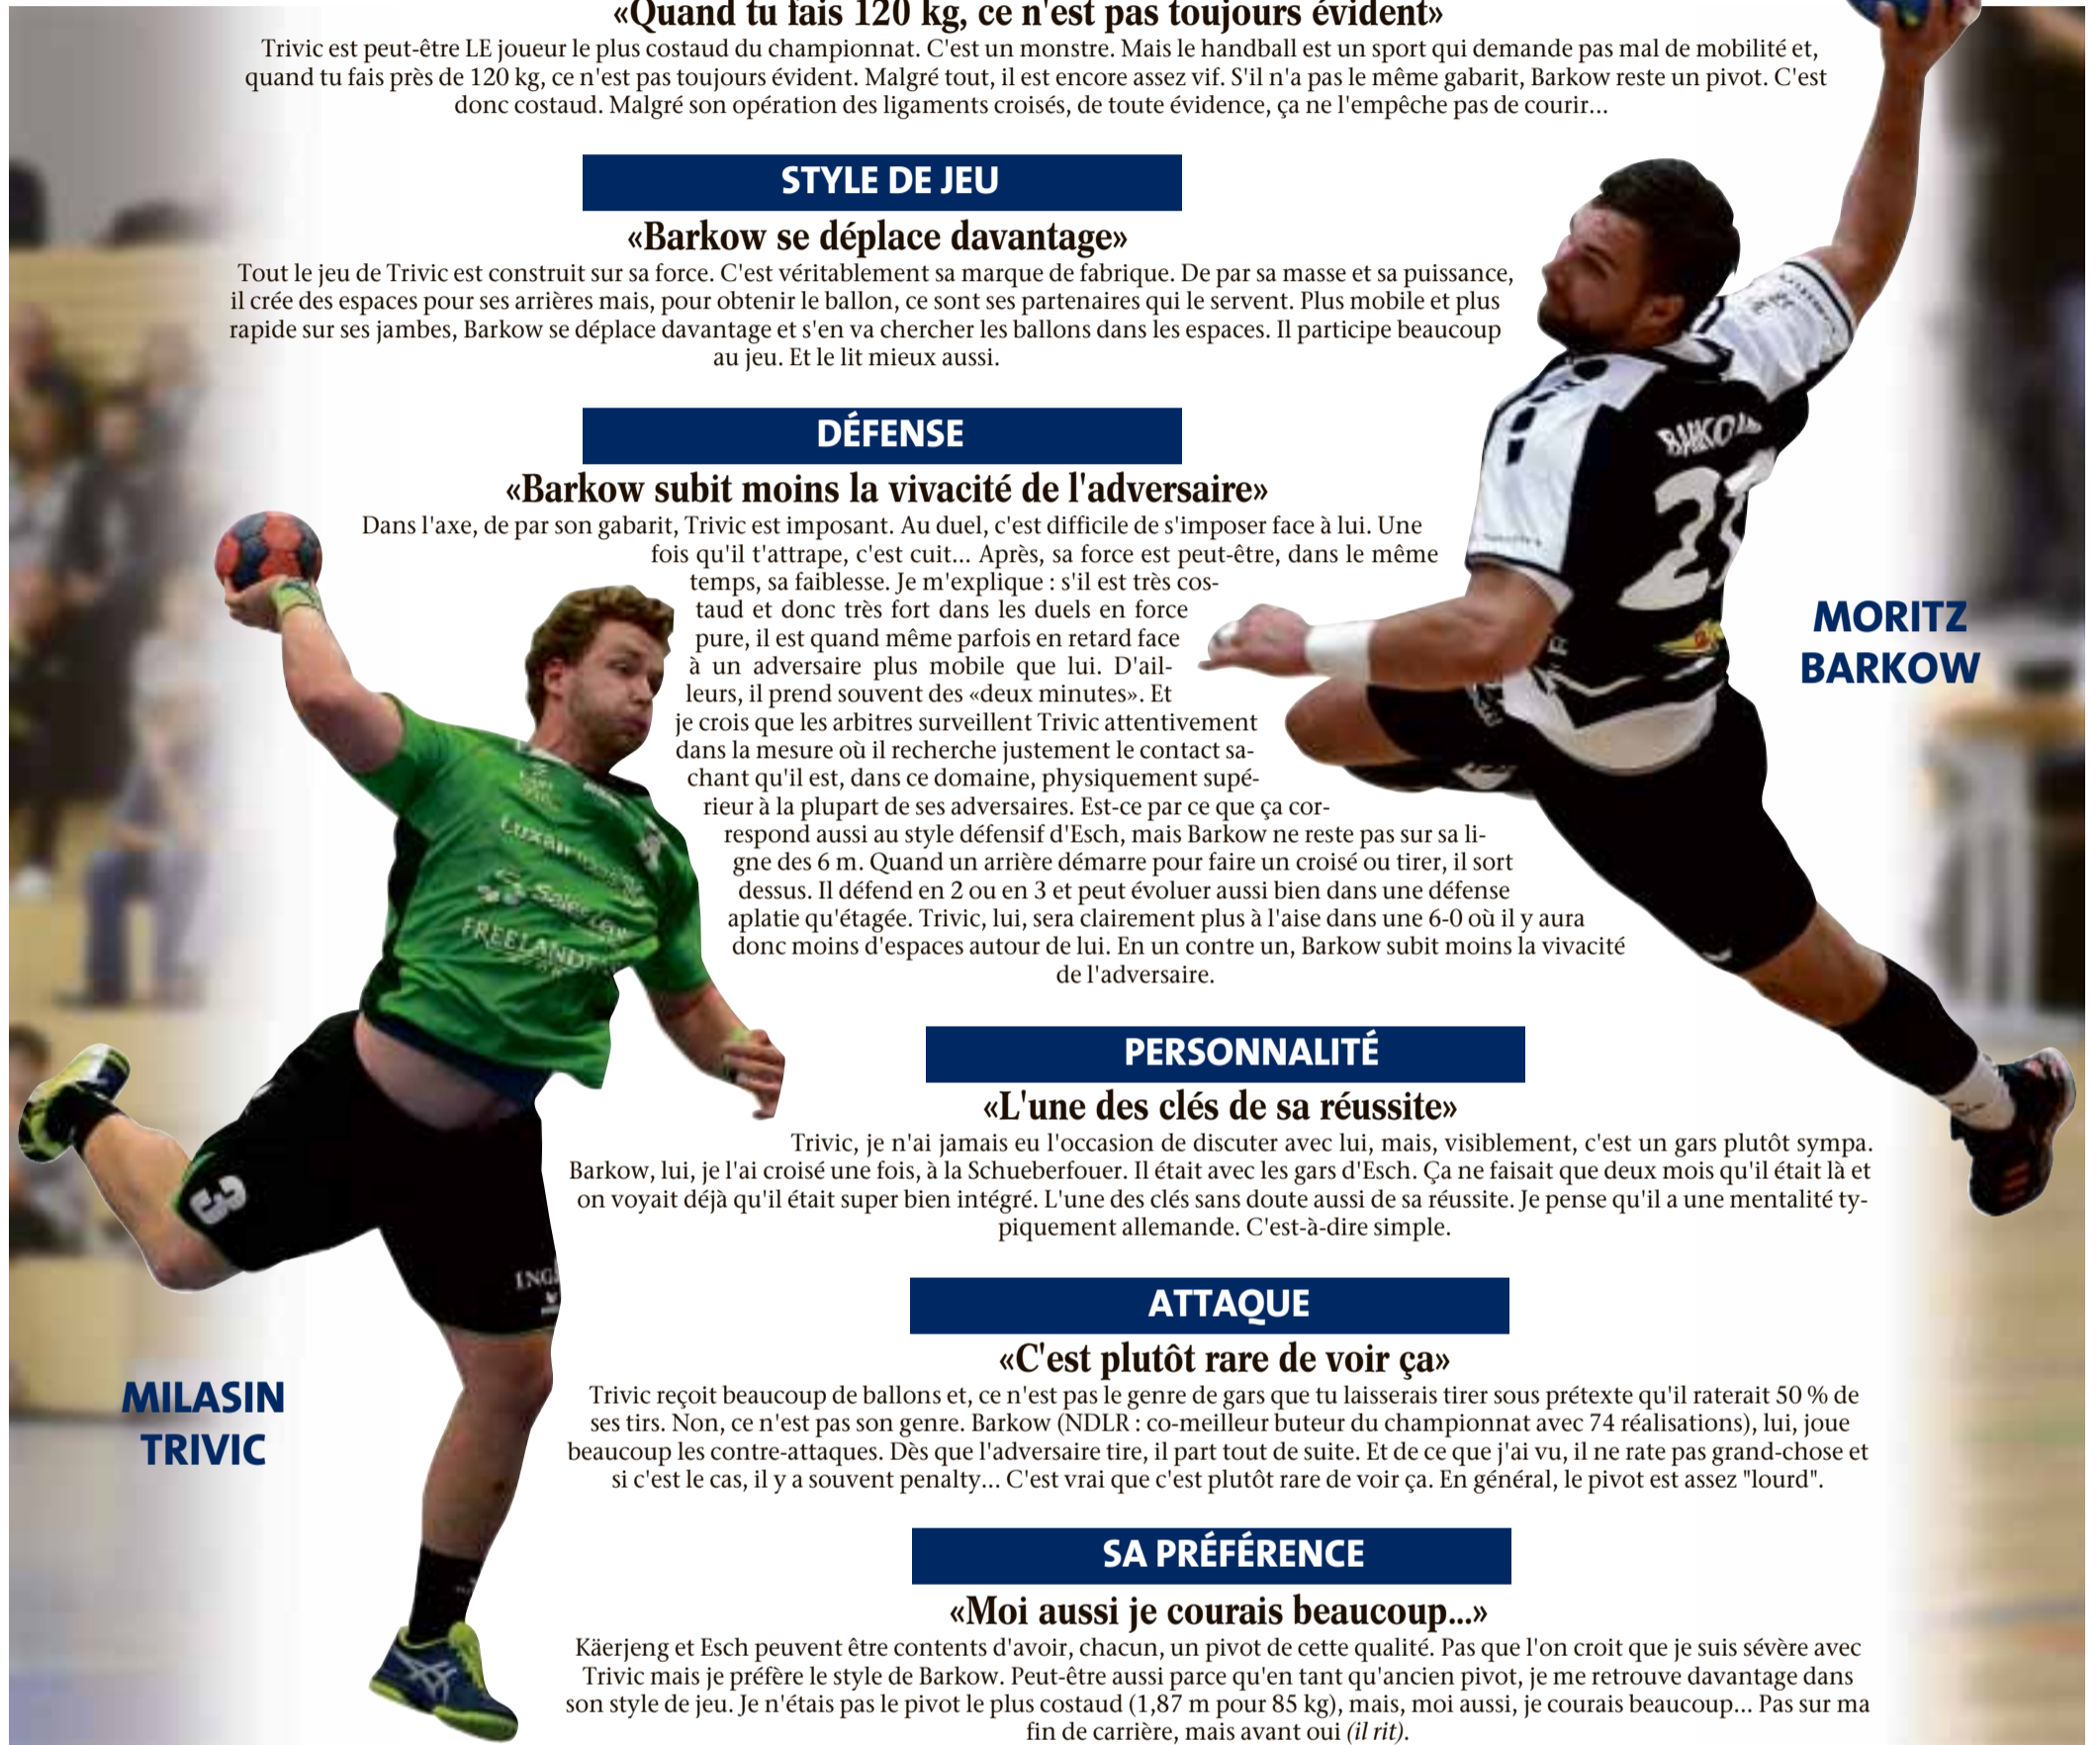 «Quand tu fais 120 kg, ce n'est pas toujours évident»
Trivic est peut-être LE joueur le plus costaud du championnat. C'est un monstre. Mais le handball est un sport qui demande pas mal de mobilité et,
quand tu fais près de 120 kg, ce n'est pas toujours évident. Malgré tout, il est encore assez vif. S'il n'a pas le même gabarit, Barkow reste un pivot. C'est
donc costaud. Malgré son opération des ligaments croisés, de toute évidence, ça ne l'empêche pas de courir...
STYLE DE JEU
«Barkow se déplace davantage»
Tout le jeu de Trivic est construit sur sa force. C'est véritablement sa marque de fabrique. De par sa masse et sa puissance,
il crée des espaces pour ses arrières mais, pour obtenir le ballon, ce sont ses partenaires qui le servent. Plus mobile et plus
rapide sur ses jambes, Barkow se déplace davantage et s'en va chercher les ballons dans les espaces. Il participe beaucoup
au jeu. Et le lit mieux aussi.
DÉFENSE
«Barkow subit moins la vivacité de l'adversaire»
Dans l'axe, de par son gabarit, Trivic est imposant. Au duel, c'est difficile de s'imposer face à lui. Une
fois qu'il t'attrape, c'est cuit... Après, sa force est peut-être, dans le même
temps, sa faiblesse. Je m'explique : s'il est très cos-
taud et donc très fort dans les duels en force
pure, il est quand même parfois en retard face
à un adversaire plus mobile que lui. D'ail-
leurs, il prend souvent des «deux minutes». Et
je crois que les arbitres surveillent Trivic attentivement
dans la mesure où il recherche justement le contact sa-
chant qu'il est, dans ce domaine, physiquement supé-
rieur à la plupart de ses adversaires. Est-ce par ce que ça cor-
respond aussi au style défensif d'Esch, mais Barkow ne reste pas sur sa li-
gne des 6 m. Quand un arrière démarre pour faire un croisé ou tirer, il sort
dessus. Il défend en 2 ou en 3 et peut évoluer aussi bien dans une défense
aplatie qu'étagée. Trivic, lui, sera clairement plus à l'aise dans une 6-0 où il y aura
donc moins d'espaces autour de lui. En un contre un, Barkow subit moins la vivacité
de l'adversaire.
MORITZ
BARKOW
PERSONNALITÉ
«L'une des clés de sa réussite»
Trivic, je n'ai jamais eu l'occasion de discuter avec lui, mais, visiblement, c'est un gars plutôt sympa.
Barkow, lui, je l'ai croisé une fois, à la Schueberfouer. Il était avec les gars d'Esch. Ça ne faisait que deux mois qu'il était là et
on voyait déjà qu'il était super bien intégré. L'une des clés sans doute aussi de sa réussite. Je pense qu'il a une mentalité ty-
piquement allemande. C'est-à-dire simple.
ATTAQUE
«C'est plutôt rare de voir ça»
Trivic reçoit beaucoup de ballons et, ce n'est pas le genre de gars que tu laisserais tirer sous prétexte qu'il raterait 50 % de
ses tirs. Non, ce n'est pas son genre. Barkow (NDLR : co-meilleur buteur du championnat avec 74 réalisations), lui, joue
beaucoup les contre-attaques. Dès que l'adversaire tire, il part tout de suite. Et de ce que j'ai vu, il ne rate pas grand-chose et
si c'est le cas, il y a souvent penalty... C'est vrai que c'est plutôt rare de voir ça. En général, le pivot est assez "lourd".
MILASIN
TRIVIC
SA PRÉFÉRENCE
«Moi aussi je courais beaucoup...»
Käerjeng et Esch peuvent être contents d'avoir, chacun, un pivot de cette qualité. Pas que l'on croit que je suis sévère avec
Trivic mais je préfère le style de Barkow. Peut-être aussi parce qu'en tant qu'ancien pivot, je me retrouve davantage dans
son style de jeu. Je n'étais pas le pivot le plus costaud (1,87 m pour 85 kg), mais, moi aussi, je courais beaucoup... Pas sur ma
fin de carrière, mais avant oui (il rit).
3